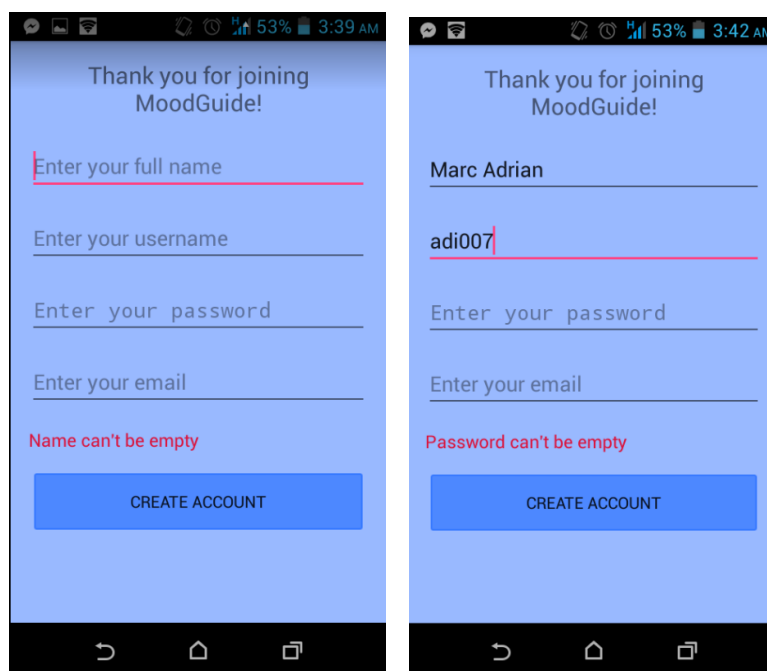 H 53% 3:39 AM
Thank you for joining
MoodGuide!
Enter your full name
Enter your username
Enter your password
Enter your email
Name can't be empty
CREATE ACCOUNT
H 53% 3:42 AM
Thank you for joining
MoodGuide!
Marc Adrian
adi007
Enter your password
Enter your email
Password can't be empty
CREATE ACCOUNT